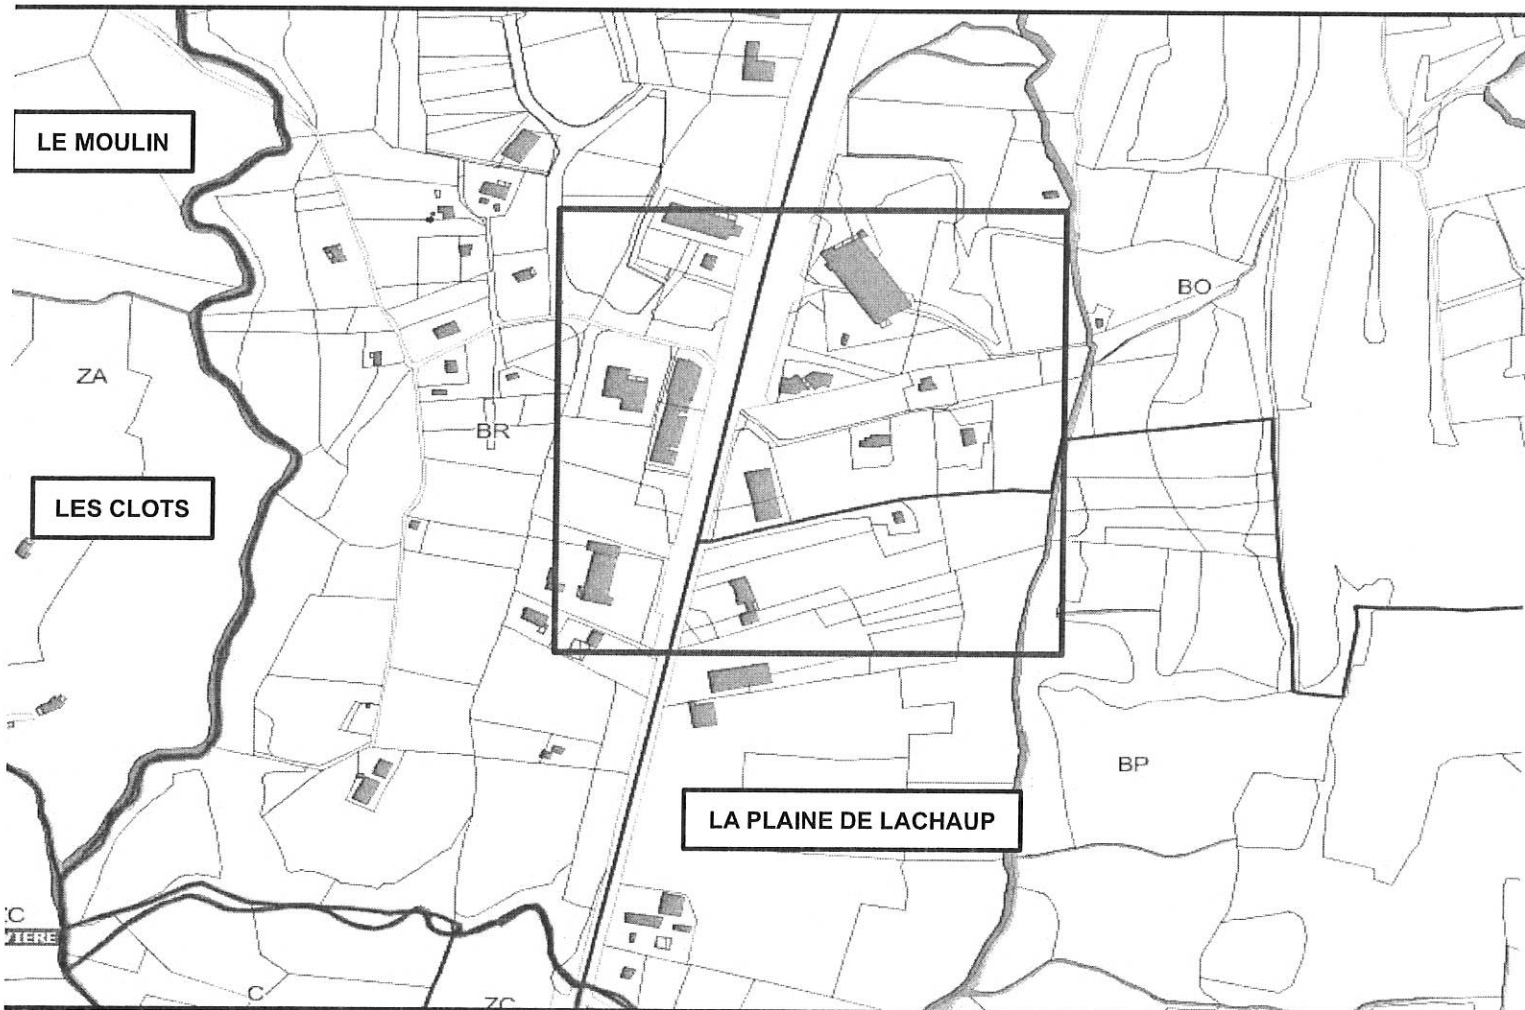 LE MOULIN
BO
ZA
BR
LES CLOTS
BP
LA PLAINE DE LACHAUP
C
ZC